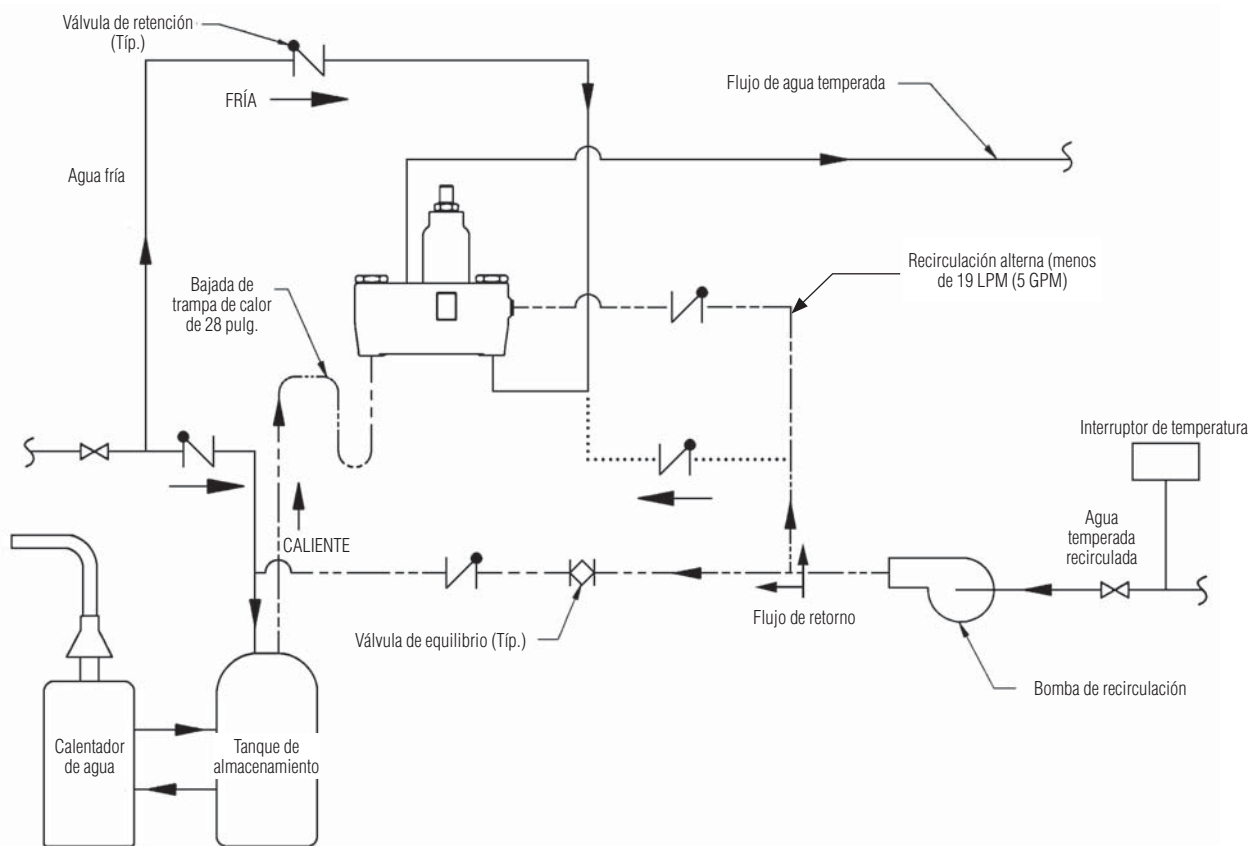 Válvula de retención
(Típ.)
FRÍA
Flujo de agua temperada
Agua fría
Bajada de
trampa de calor
de 28 pulg.
Recirculación alterna (menos
de 19 LPM (5 GPM)
Interruptor de temperatura
CALIENTE
Agua
temperada
recirculada
Válvula de equilibrio (Típ.)
Flujo de retorno
Bomba de recirculación
Calentador
de agua
Tanque de
almacenamiento